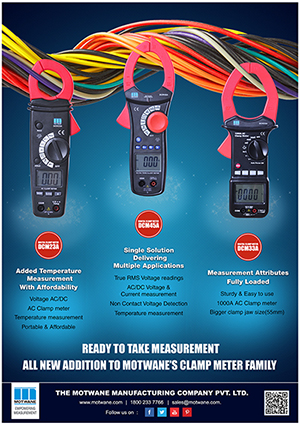 DCM23A
Added Temperature
Measurement
With Affordability
Voltage AC/DC
AC Clamp meter
Temperature measurement
Portable & Affordable
DCM45A
Single Solution
Delivering
Multiple Applications
True RMS Voltage readings
AC/DC Voltage &
Current measurement
Non Contact Voltage Detection
Temperature measurement
DCM33A
Measurement Attributes
Fully Loaded
Sturdy & Easy to use
1000A AC Clamp meter
Bigger clamp jaw size(55mm)
READY TO TAKE MEASUREMENT
ALL NEW ADDITION TO MOTWANE'S CLAMP METER FAMILY
MOTWANE
EMPOWERING
MEASUREMENT
THE MOTWANE MANUFACTURING COMPANY PVT. LTD.
www.motwane.com | 1800 233 7766 | sales@motwane.com
Follow us on :